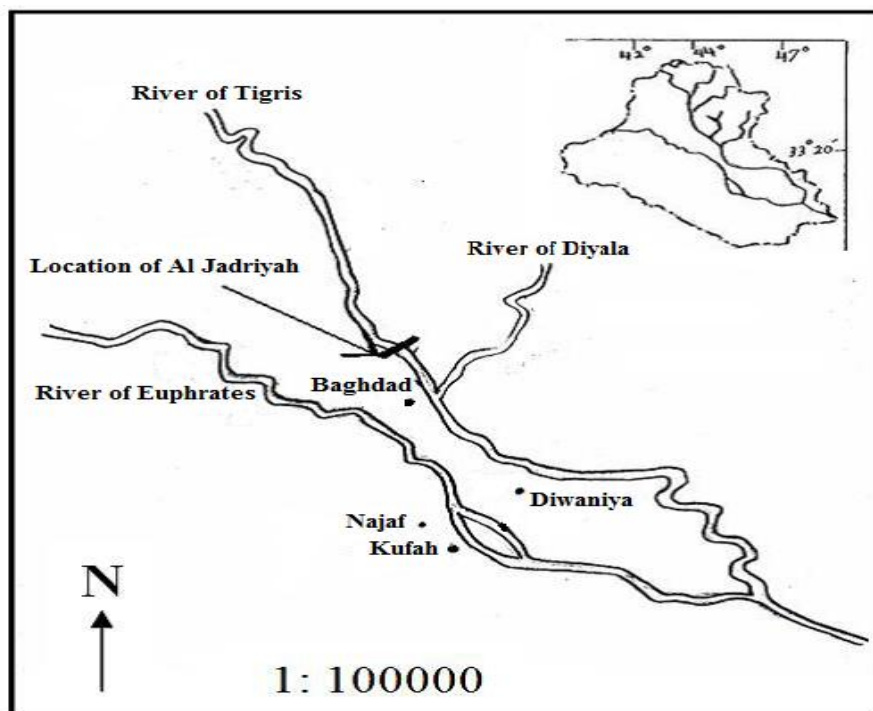 42° 44° 47°
33° 20'
River of Tigris
River of Diyala
Location of Al Jadriyah
Baghdad
River of Euphrates
Diwaniya
Najaf
Kufah
N
1: 100000